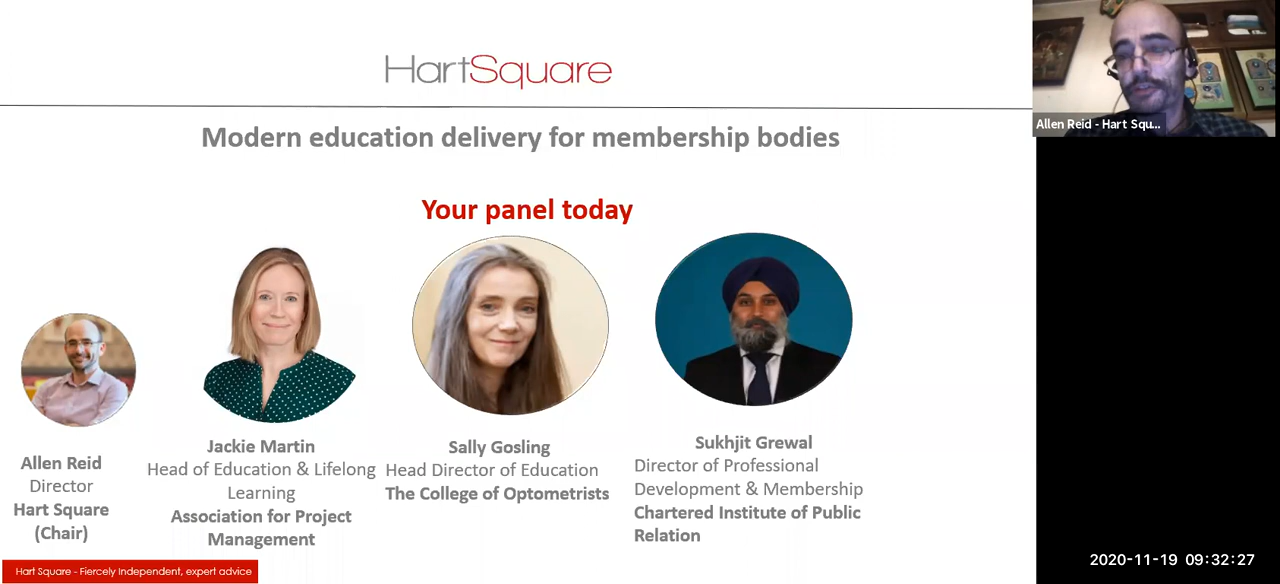 HartSquare
Modern education delivery for membership bodies
Your panel today
Allen Reid
Director
Hart Square
(Chair)
Jackie Martin
Head of Education & Lifelong
Learning
Association for Project
Management
Sally Gosling
Head Director of Education
The College of Optometrists
Sukhjit Grewal
Director of Professional
Development & Membership
Chartered Institute of Public
Relation
Hart Square - Fiercely Independent, expert advice
Allen Reid - Hart Squ...
2020-11-19 09:32:27